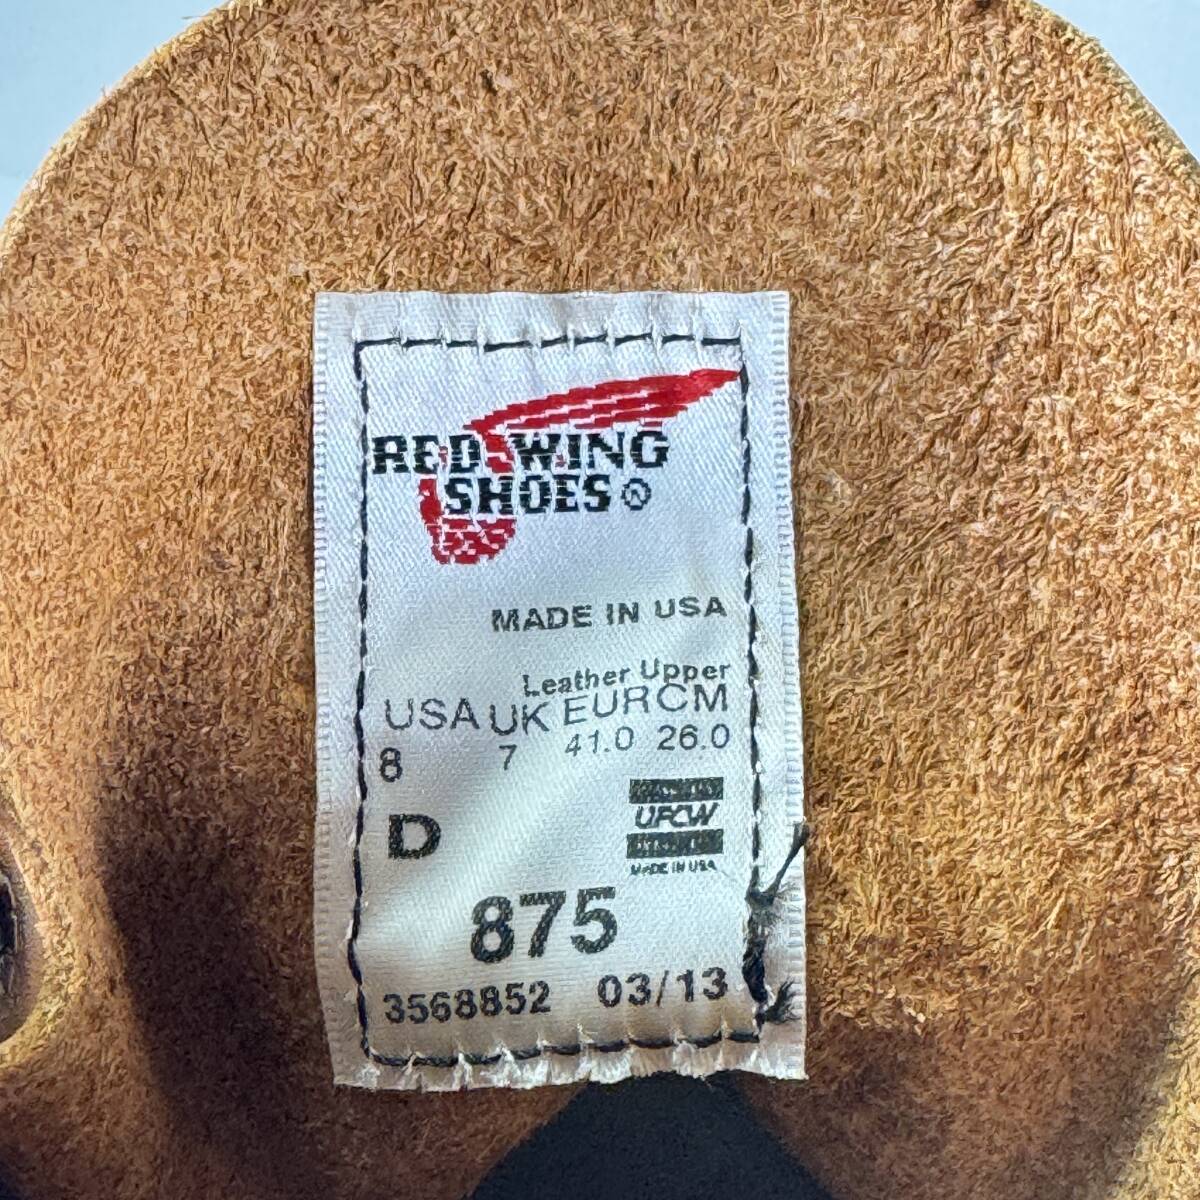 RED WING
SHOES®
MADE IN USA
Leather Upper
USA UK EUR CM
8 7 41.0 26.0
D
UFCW
MADE IN USA
875
3568852 03/13